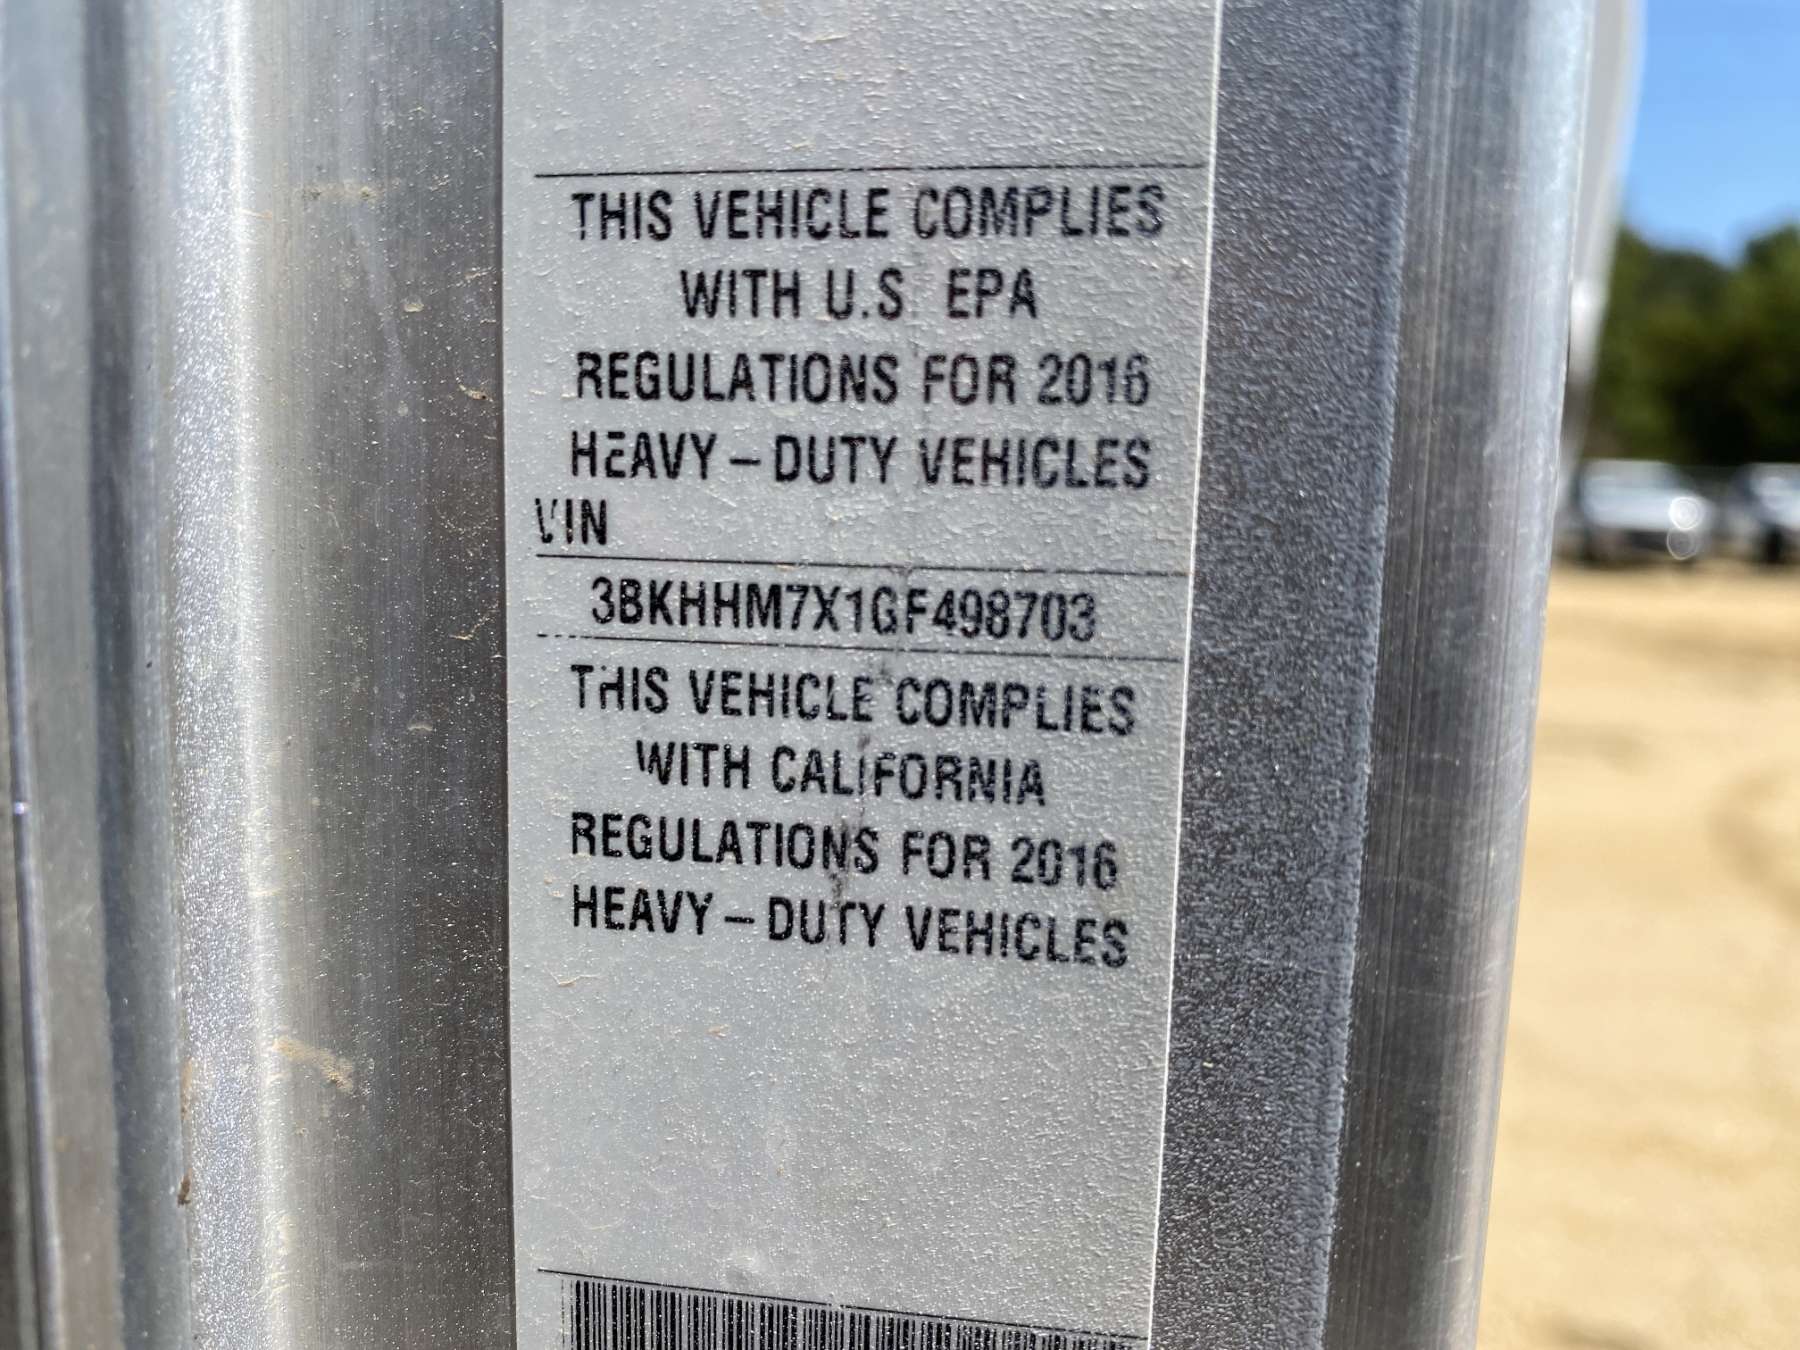 THIS VEHICLE COMPLIES
WITH U.S. EPA
REGULATIONS FOR 2016
HEAVY-DUTY VEHICLES
VIN
3BKHHM7X1GF498703
THIS VEHICLE COMPLIES
WITH CALIFORNIA
REGULATIONS FOR 2016
HEAVY-DUTY VEHICLES